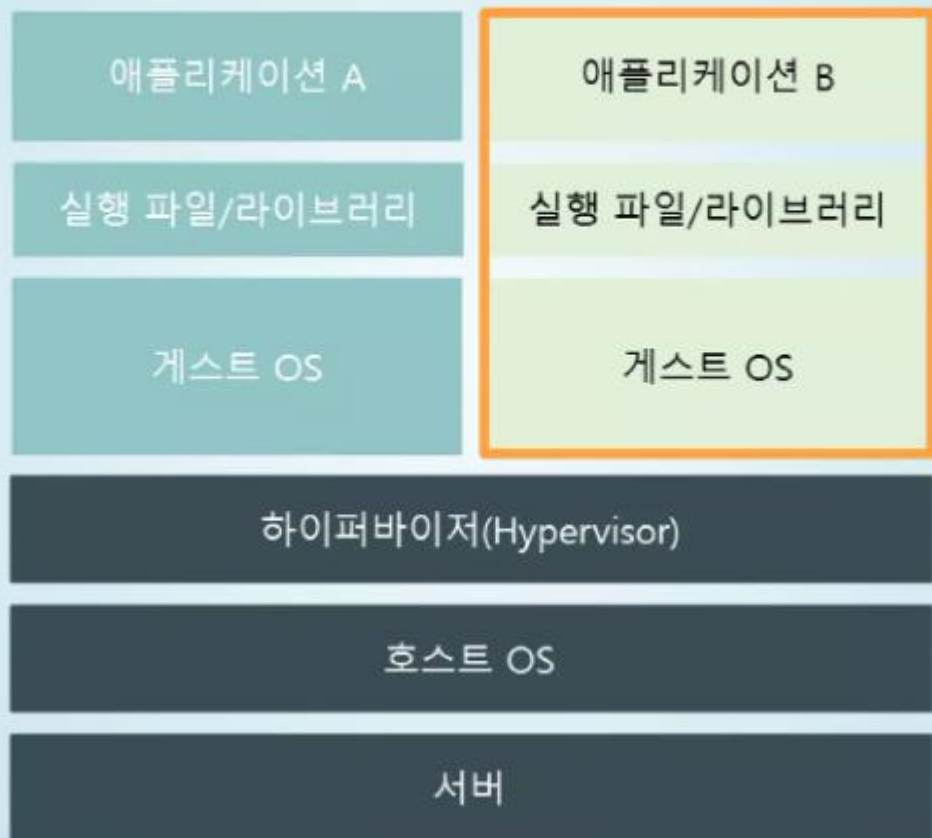 애플리케이션 A
애플리케이션 B
실행 파일/라이브러리
실행 파일/라이브러리
게스트 OS
게스트 OS
하이퍼바이저(Hypervisor)
호스트 OS
서버